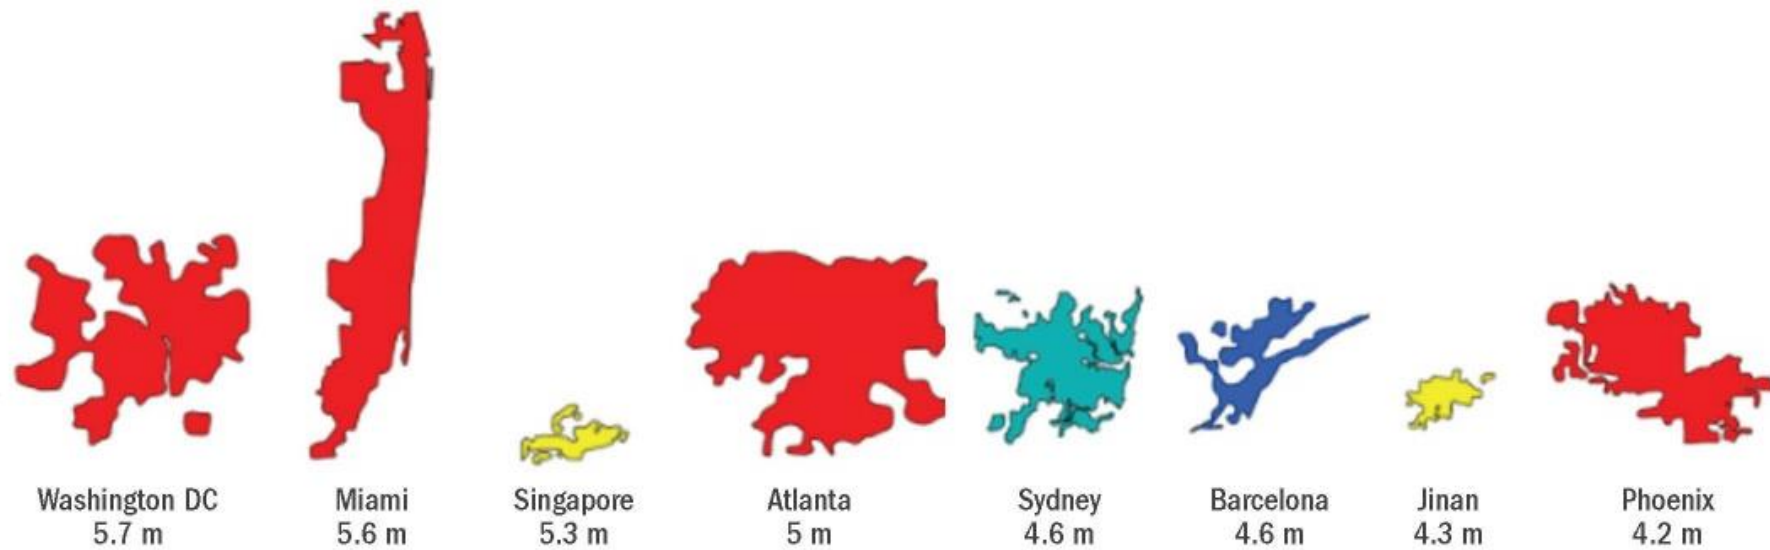 Washington DC
5.7 m
Miami
5.6 m
Singapore
5.3 m
Atlanta
5 m
Sydney
4.6 m
Barcelona
4.6 m
Jinan
4.3 m
Phoenix
4.2 m